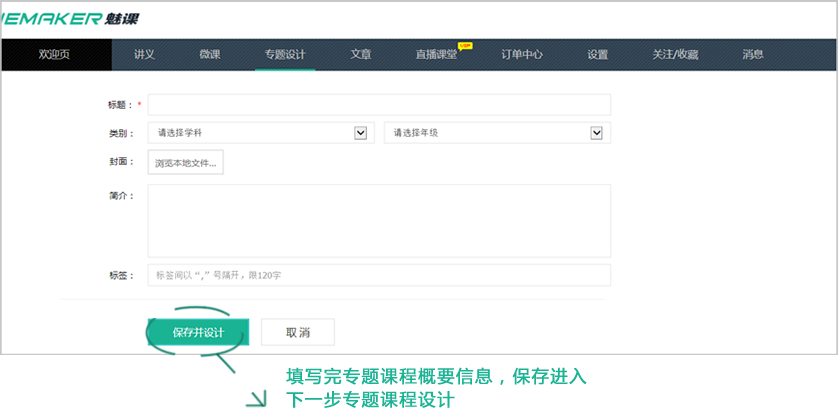 EMAKER 魅课
欢迎页 讲义 微课 专题设计 文章 直播课堂 VIP 订单中心 设置 关注/收藏 消息
标题： *
类别： 请选择学科 请选择年级
封面： 浏览本地文件...
简介：
标签： 标签间以 “,” 号隔开，限120字
保存并设计 取消
填写完专题课程概要信息，保存进入
下一步专题课程设计